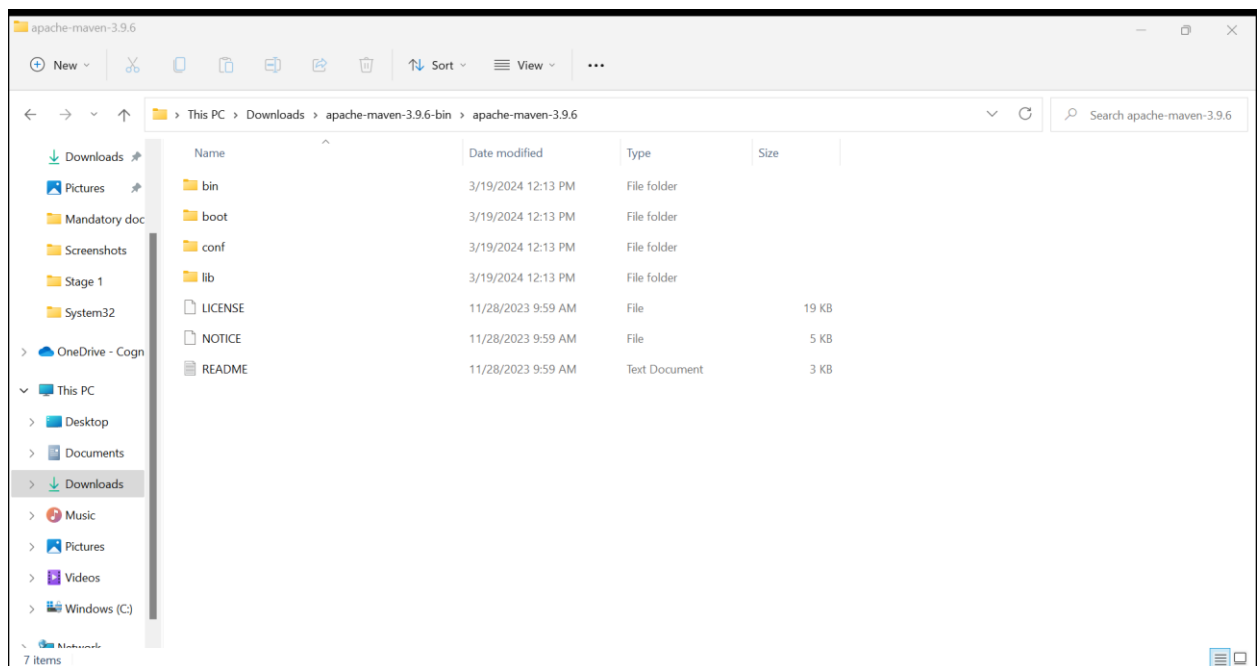 apache-maven-3.9.6
New Sort View
This PC > Downloads > apache-maven-3.9.6-bin > apache-maven-3.9.6 Search apache-maven-3.9.6
Downloads
Pictures
Mandatory doc
Screenshots
Stage 1
System32
OneDrive - Cogn
This PC
Desktop
Documents
Downloads
Music
Pictures
Videos
Windows (C:)
Network
Name Date modified Type Size
bin 3/19/2024 12:13 PM File folder
boot 3/19/2024 12:13 PM File folder
conf 3/19/2024 12:13 PM File folder
lib 3/19/2024 12:13 PM File folder
LICENSE 11/28/2023 9:59 AM File 19 KB
NOTICE 11/28/2023 9:59 AM File 5 KB
README 11/28/2023 9:59 AM Text Document 3 KB
7 items